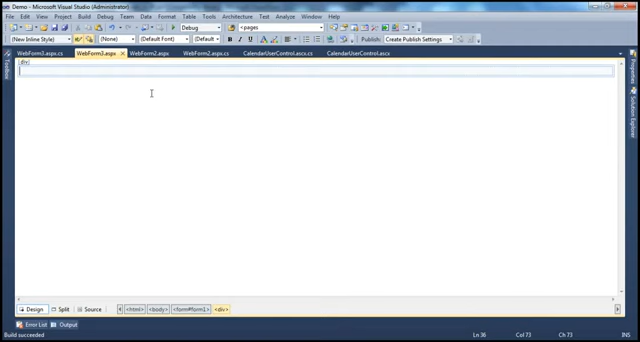 Demo - Microsoft Visual Studio (Administrator)
File Edit View Project Build Debug Team Data Format Table Tools Architecture Test Analyze Window Help
Debug <pages
(New Inline Style) (None) (Default Font) (Default B I U A Publish: Create Publish Settings
WebForm3.aspx.cs WebForm3.aspx × WebForm2.aspx WebForm2.aspx.cs CalendarUserControl.ascx.cs CalendarUserControl.ascx
div
Toolbox
Properties
Solution Explorer
Design Split Source <html> <body> <form#form1> <div>
Error List Output
Build succeeded Ln 36 Col 73 Ch 73 INS